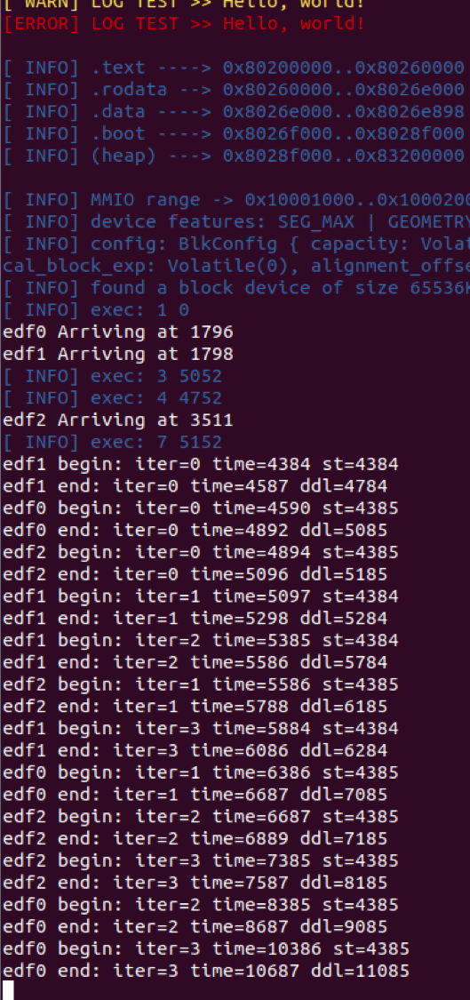 [ WARN] LOG TEST >> Hello, world!
[ERROR] LOG TEST >> Hello, world!
[ INFO] .text ----> 0x80200000..0x80260000
[ INFO] .rodata --> 0x80260000..0x8026e000
[ INFO] .data ----> 0x8026e000..0x8026e898
[ INFO] .boot ----> 0x8026f000..0x8028f000
[ INFO] (heap) ---> 0x8028f000..0x83200000
[ INFO] MMIO range -> 0x10001000..0x1000200
[ INFO] device features: SEG_MAX | GEOMETRY
[ INFO] config: BlkConfig { capacity: Volat
cal_block_exp: Volatile(0), alignment_offse
[ INFO] found a block device of size 65536K
[ INFO] exec: 1 0
edf0 Arriving at 1796
edf1 Arriving at 1798
[ INFO] exec: 3 5052
[ INFO] exec: 4 4752
edf2 Arriving at 3511
[ INFO] exec: 7 5152
edf1 begin: iter=0 time=4384 st=4384
edf1 end: iter=0 time=4587 ddl=4784
edf0 begin: iter=0 time=4590 st=4385
edf0 end: iter=0 time=4892 ddl=5085
edf2 begin: iter=0 time=4894 st=4385
edf2 end: iter=0 time=5096 ddl=5185
edf1 begin: iter=1 time=5097 st=4384
edf1 end: iter=1 time=5298 ddl=5284
edf1 begin: iter=2 time=5385 st=4384
edf1 end: iter=2 time=5586 ddl=5784
edf2 begin: iter=1 time=5586 st=4385
edf2 end: iter=1 time=5788 ddl=6185
edf1 begin: iter=3 time=5884 st=4384
edf1 end: iter=3 time=6086 ddl=6284
edf0 begin: iter=1 time=6386 st=4385
edf0 end: iter=1 time=6687 ddl=7085
edf2 begin: iter=2 time=6687 st=4385
edf2 end: iter=2 time=6889 ddl=7185
edf2 begin: iter=3 time=7385 st=4385
edf2 end: iter=3 time=7587 ddl=8185
edf0 begin: iter=2 time=8385 st=4385
edf0 end: iter=2 time=8687 ddl=9085
edf0 begin: iter=3 time=10386 st=4385
edf0 end: iter=3 time=10687 ddl=11085